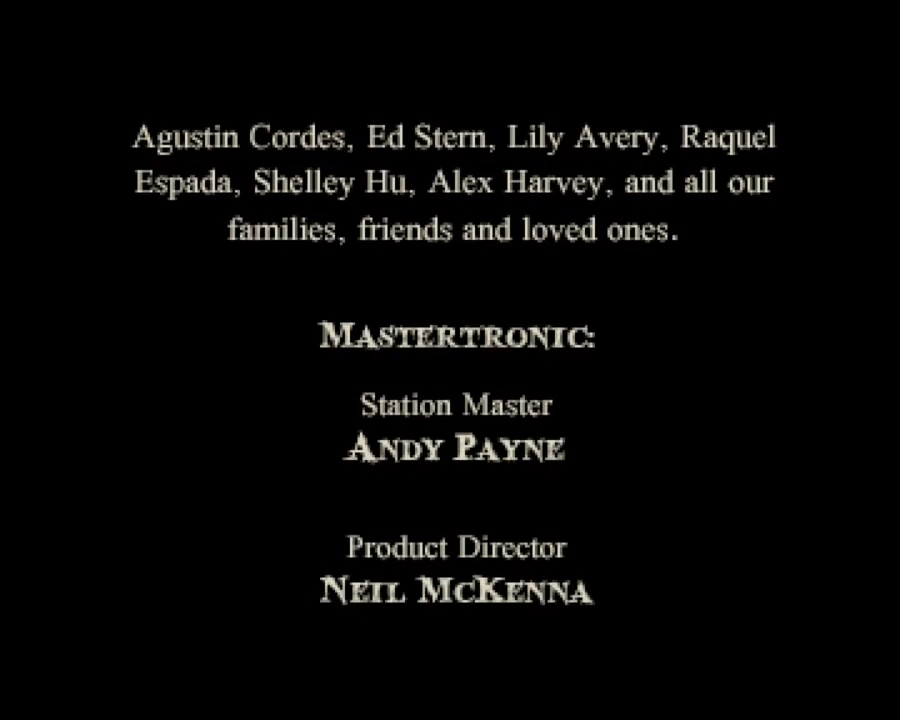 Agustin Cordes, Ed Stern, Lily Avery, Raquel
Espada, Shelley Hu, Alex Harvey, and all our
families, friends and loved ones.
Mastertronic:
Station Master
Andy Payne
Product Director
Neil McKenna